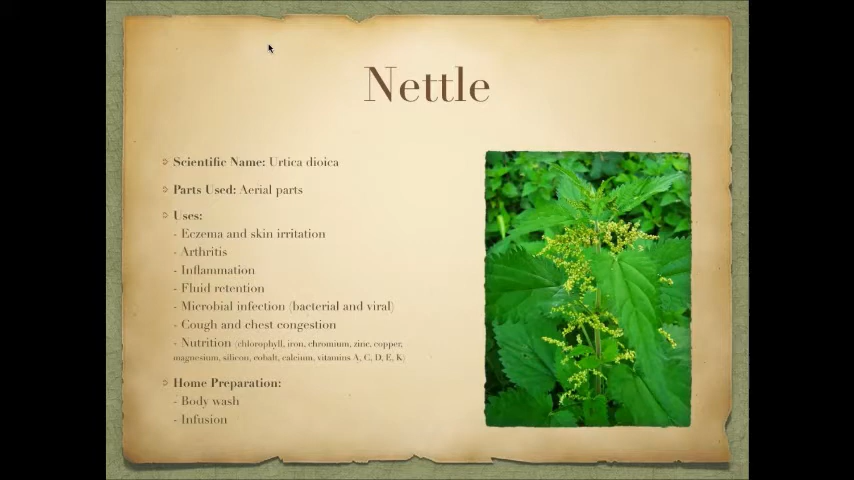 Nettle
Scientific Name: Urtica dioica
Parts Used: Aerial parts
Uses:
- Eczema and skin irritation
- Arthritis
- Inflammation
- Fluid retention
- Microbial infection (bacterial and viral)
- Cough and chest congestion
- Nutrition (chlorophyll, iron, chromium, zinc, copper,
magnesium, silicon, cobalt, calcium, vitamins A, C, D, E, K)
Home Preparation:
- Body wash
- Infusion